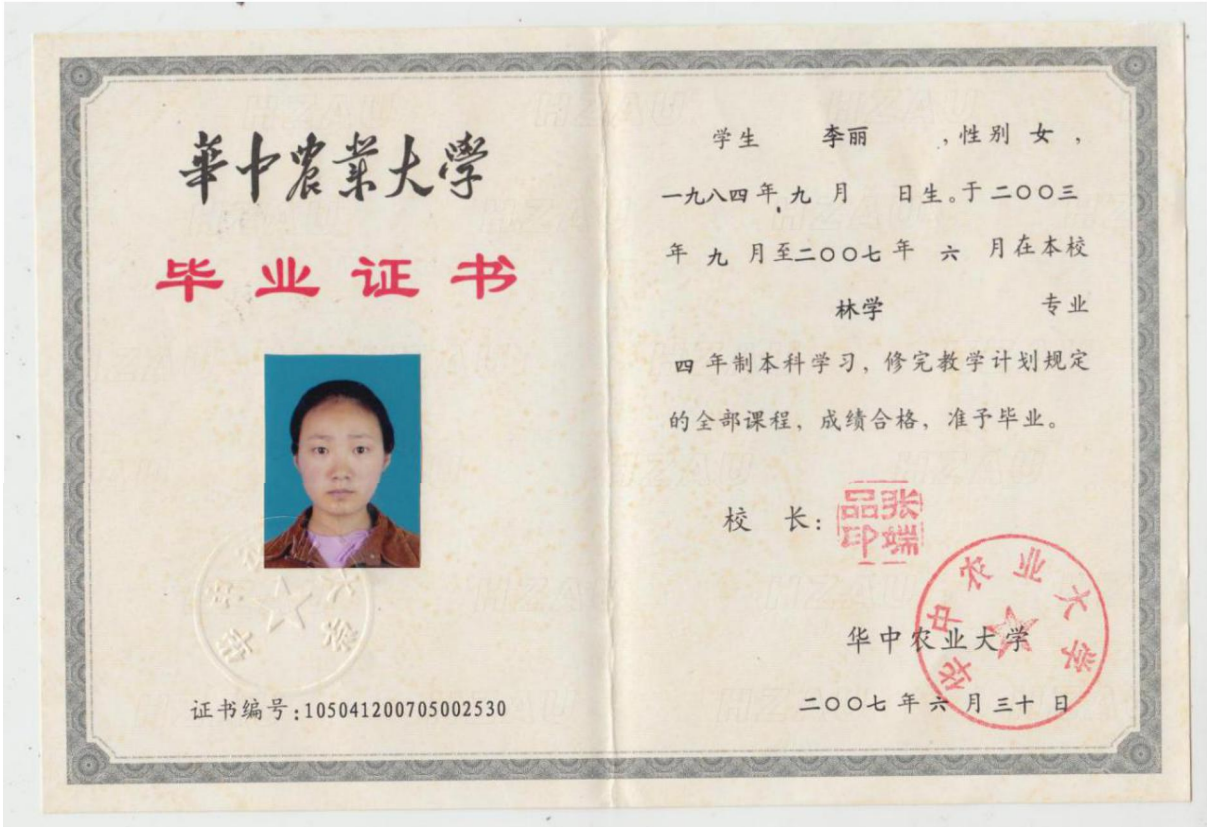 華中农業大學
毕业证书
证书编号:105041200705002530
学生 李丽 ,性别 女 ,
一九八四年 九 月 日生。于二〇〇三
年 九 月至二〇〇七年 六 月在本校
林学 专业
四 年制本科学习, 修完教学计划规定
的全部课程, 成绩合格, 准予毕业。
校 长:
张端品印
华中农业大学
华中农业大学
二〇〇七年 六 月 三十 日
HZAU